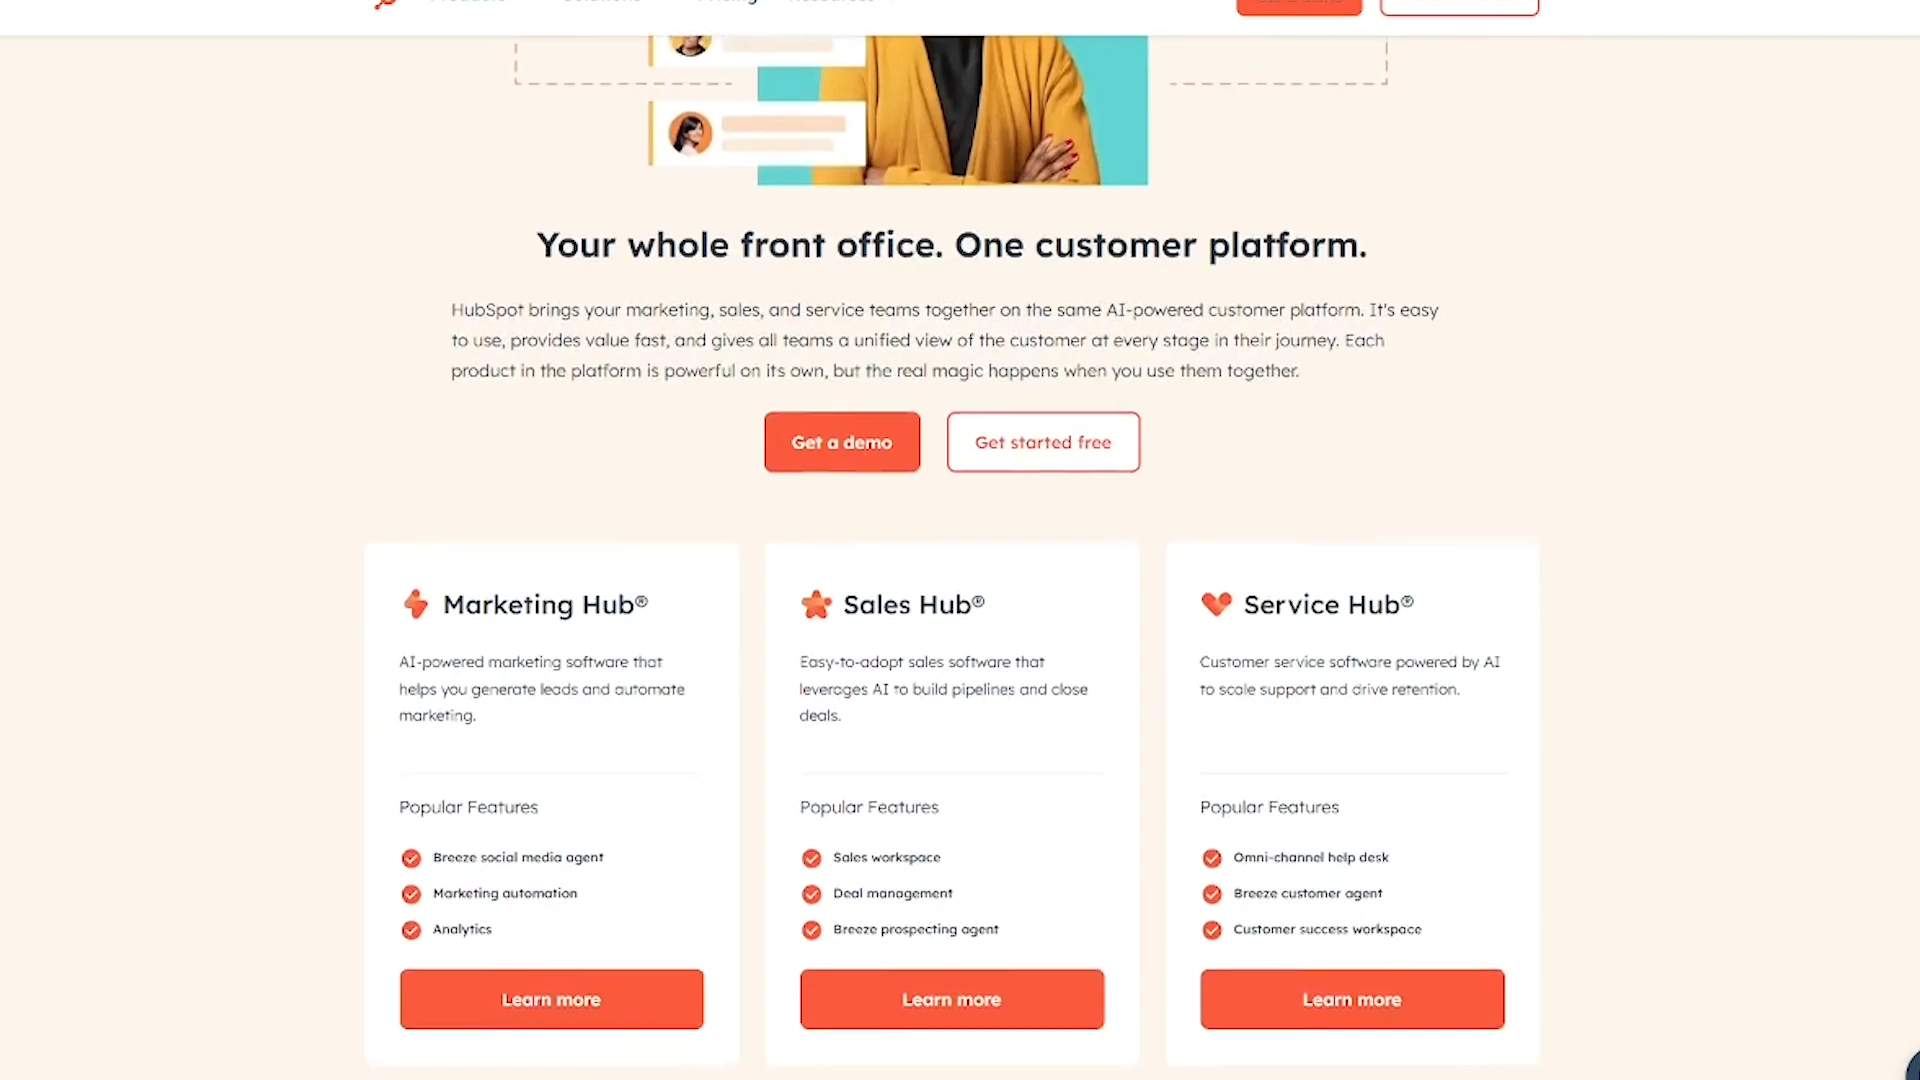 Your whole front office. One customer platform.
HubSpot brings your marketing, sales, and service teams together on the same AI-powered customer platform. It's easy
to use, provides value fast, and gives all teams a unified view of the customer at every stage in their journey. Each
product in the platform is powerful on its own, but the real magic happens when you use them together.
Get a demo
Get started free
Marketing Hub®
AI-powered marketing software that
helps you generate leads and automate
marketing.
Popular Features
Breeze social media agent
Marketing automation
Analytics
Learn more
Sales Hub®
Easy-to-adopt sales software that
leverages AI to build pipelines and close
deals.
Popular Features
Sales workspace
Deal management
Breeze prospecting agent
Learn more
Service Hub®
Customer service software powered by AI
to scale support and drive retention.
Popular Features
Omni-channel help desk
Breeze customer agent
Customer success workspace
Learn more